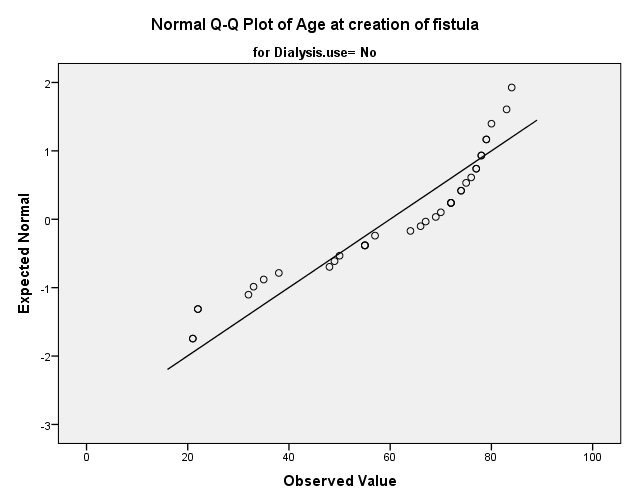 Normal Q-Q Plot of Age at creation of fistula
for Dialysis.use= No
2
1
0
-1
-2
-3
Expected Normal
0 20 40 60 80 100
Observed Value